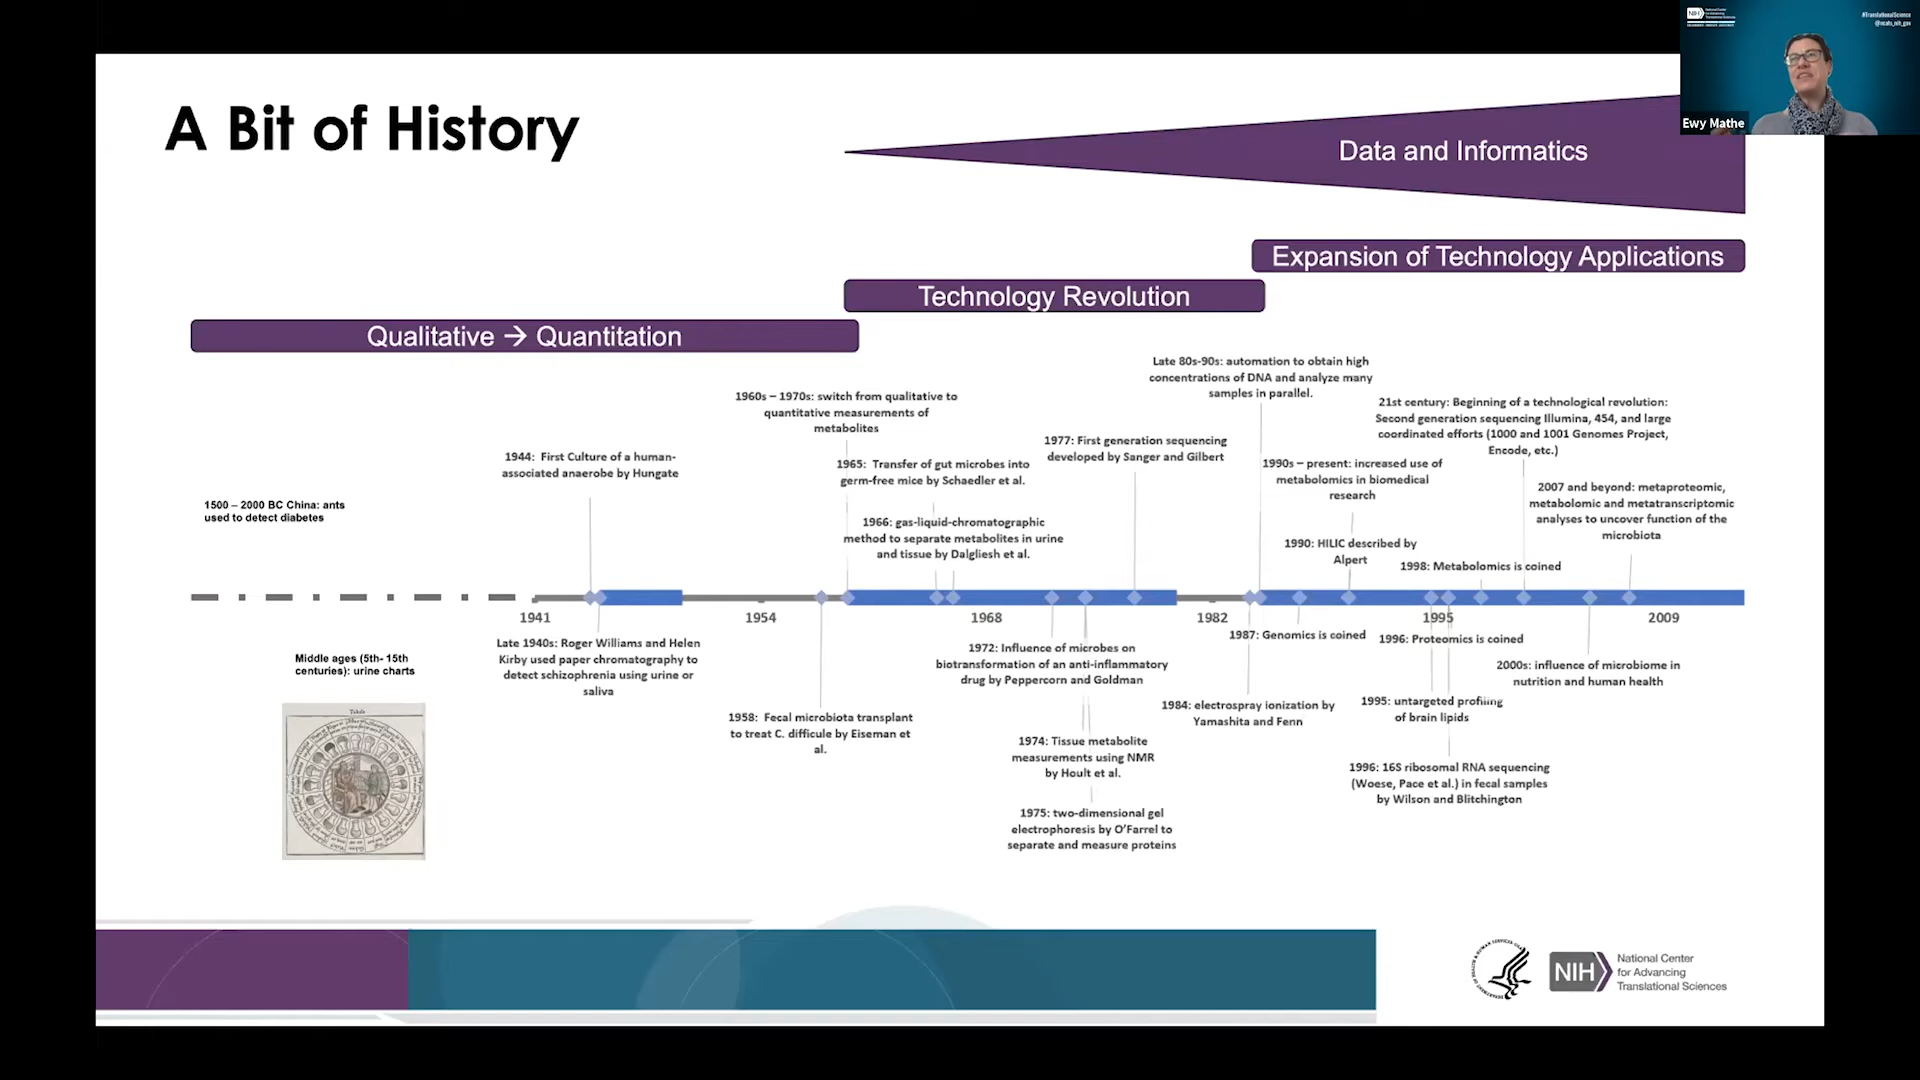 NIH
National Center
for Advancing
Translational Sciences
#TranslationalScience
@ncats_nih_gov
Ewy Mathe
A Bit of History
Data and Informatics
Expansion of Technology Applications
Technology Revolution
Qualitative → Quantitation
Late 80s-90s: automation to obtain high
concentrations of DNA and analyze many
samples in parallel.
1960s – 1970s: switch from qualitative to
quantitative measurements of
metabolites
21st century: Beginning of a technological revolution:
Second generation sequencing Illumina, 454, and large
coordinated efforts (1000 and 1001 Genomes Project,
Encode, etc.)
1977: First generation sequencing
developed by Sanger and Gilbert
1944: First Culture of a human-
associated anaerobe by Hungate
1965: Transfer of gut microbes into
germ-free mice by Schaedler et al.
1990s – present: increased use of
metabolomics in biomedical
research
2007 and beyond: metaproteomic,
metabolomic and metatranscriptomic
analyses to uncover function of the
microbiota
1500 – 2000 BC China: ants
used to detect diabetes
1966: gas-liquid-chromatographic
method to separate metabolites in urine
and tissue by Dalgliesh et al.
1990: HILIC described by
Alpert
1998: Metabolomics is coined
1941
1954
1968
1982
1995
2009
Late 1940s: Roger Williams and Helen
Kirby used paper chromatography to
detect schizophrenia using urine or
saliva
1987: Genomics is coined
1996: Proteomics is coined
Middle ages (5th- 15th
centuries): urine charts
1972: Influence of microbes on
biotransformation of an anti-inflammatory
drug by Peppercorn and Goldman
2000s: influence of microbiome in
nutrition and human health
1958: Fecal microbiota transplant
to treat C. difficule by Eiseman et
al.
1984: electrospray ionization by
Yamashita and Fenn
1995: untargeted profiling
of brain lipids
1974: Tissue metabolite
measurements using NMR
by Hoult et al.
1996: 16S ribosomal RNA sequencing
(Woese, Pace et al.) in fecal samples
by Wilson and Blitchington
1975: two-dimensional gel
electrophoresis by O'Farrel to
separate and measure proteins
NIH
National Center
for Advancing
Translational Sciences